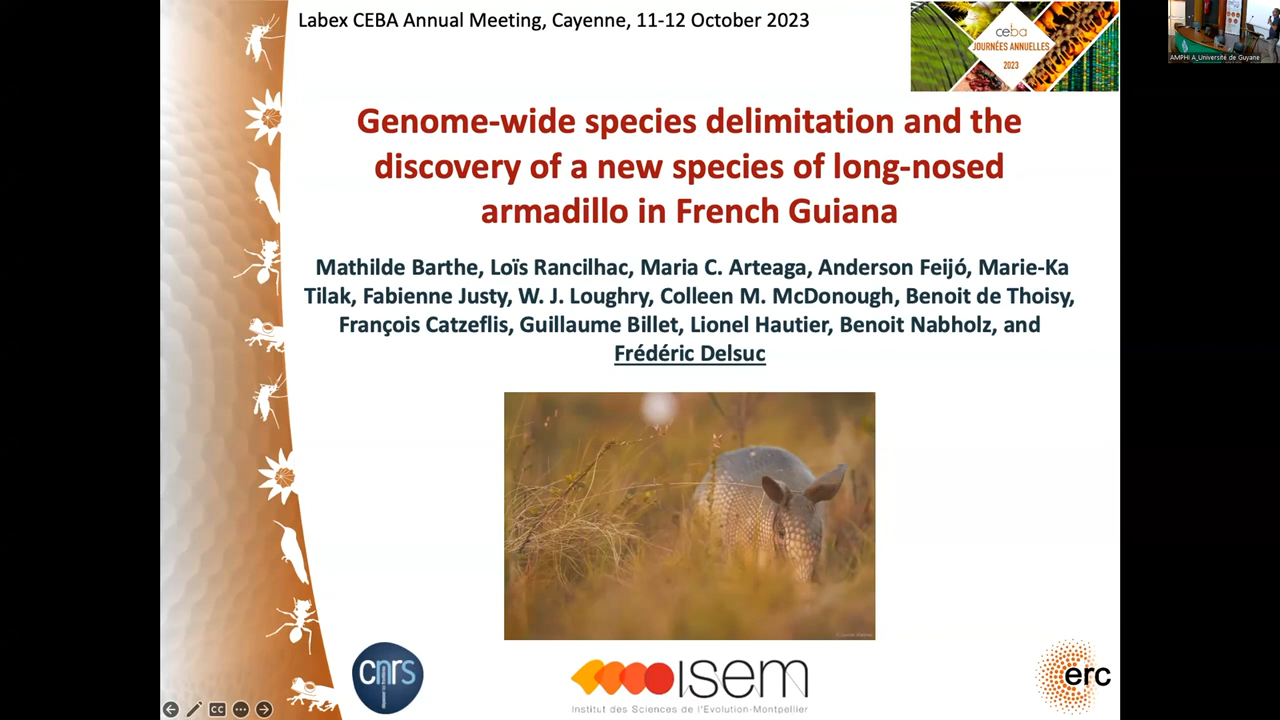 Labex CEBA Annual Meeting, Cayenne, 11-12 October 2023
ceba
JOURNÉES ANNUELLES
2023
AMPHI A_Université de Guyane
Genome-wide species delimitation and the
discovery of a new species of long-nosed
armadillo in French Guiana
Mathilde Barthe, Loïs Rancilhac, Maria C. Arteaga, Anderson Feijó, Marie-Ka
Tilak, Fabienne Justy, W. J. Loughry, Colleen M. McDonough, Benoit de Thoisy,
François Catzeflis, Guillaume Billet, Lionel Hautier, Benoit Nabholz, and
Frédéric Delsuc
cnrs
ISEM
Institut des Sciences de l'Evolution-Montpellier
erc
CC